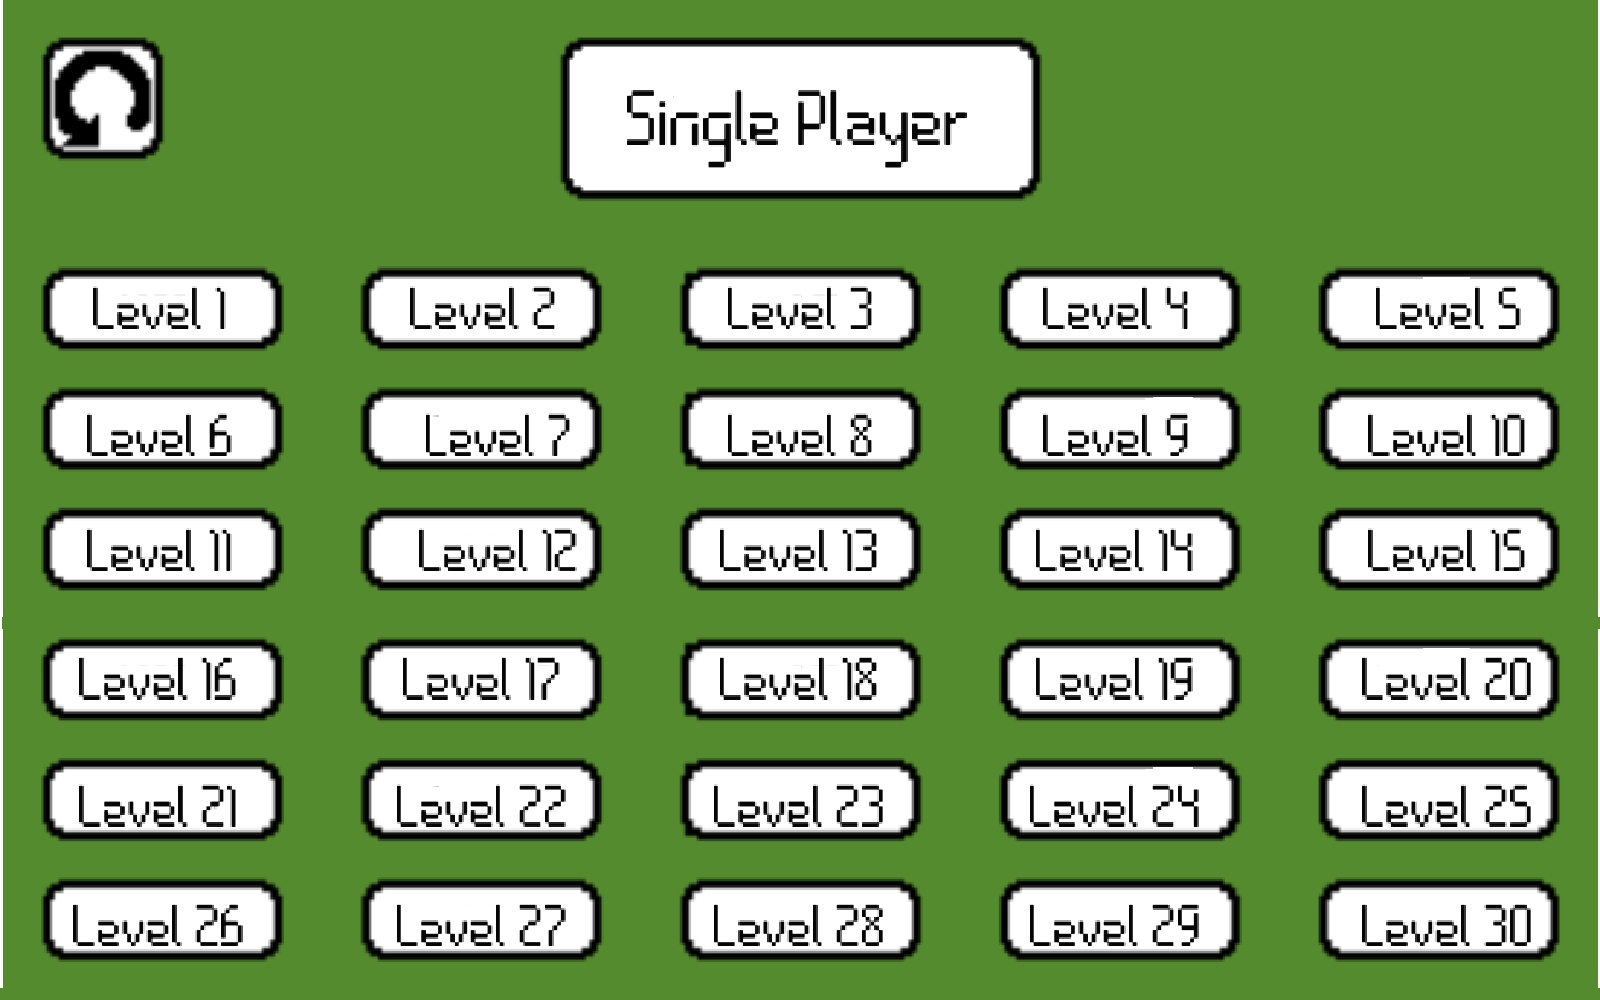 Single Player
Level 1 Level 2 Level 3 Level 4 Level 5
Level 6 Level 7 Level 8 Level 9 Level 10
Level 11 Level 12 Level 13 Level 14 Level 15
Level 16 Level 17 Level 18 Level 19 Level 20
Level 21 Level 22 Level 23 Level 24 Level 25
Level 26 Level 27 Level 28 Level 29 Level 30